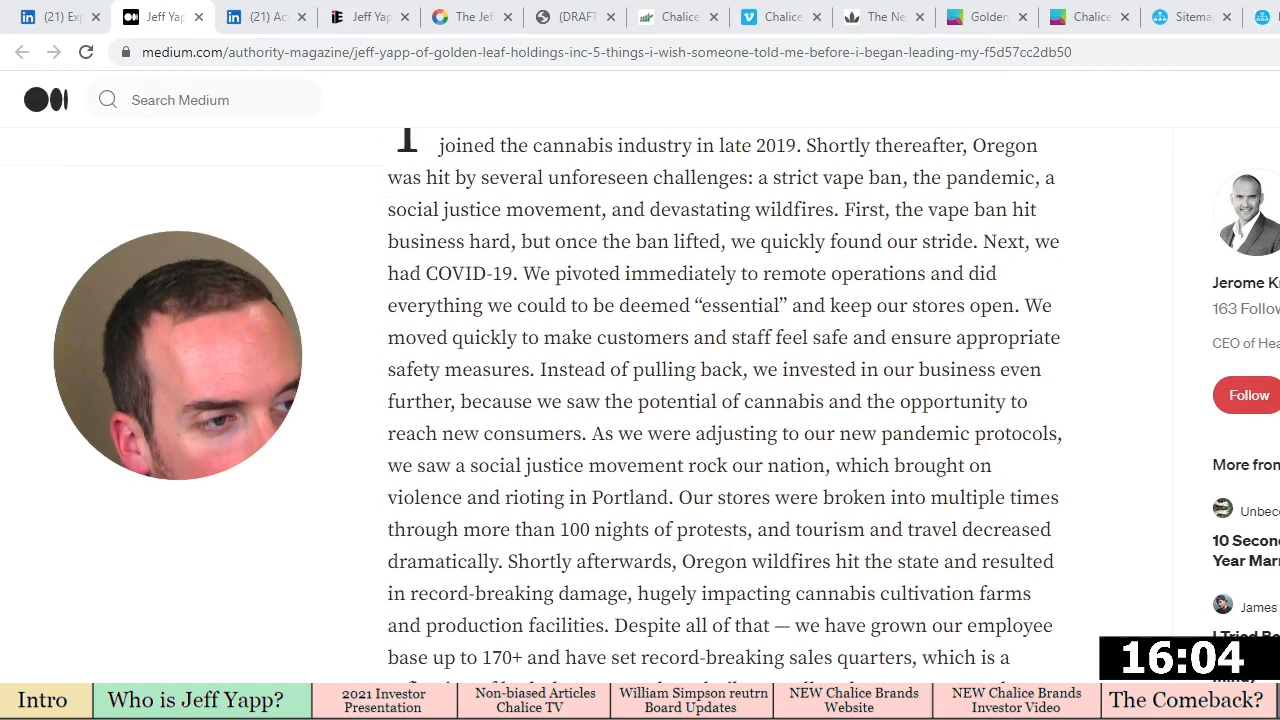 (21) Exp
Jeff Yap
(21) Ac
Jeff Yap
The Jef
(DRAFT
Chalice
Chalice
The Ne
Golden
Chalice
Sitema
medium.com/authority-magazine/jeff-yapp-of-golden-leaf-holdings-inc-5-things-i-wish-someone-told-me-before-i-began-leading-my-f5d57cc2db50
Search Medium
I joined the cannabis industry in late 2019. Shortly thereafter, Oregon
was hit by several unforeseen challenges: a strict vape ban, the pandemic, a
social justice movement, and devastating wildfires. First, the vape ban hit
business hard, but once the ban lifted, we quickly found our stride. Next, we
had COVID-19. We pivoted immediately to remote operations and did
everything we could to be deemed “essential” and keep our stores open. We
moved quickly to make customers and staff feel safe and ensure appropriate
safety measures. Instead of pulling back, we invested in our business even
further, because we saw the potential of cannabis and the opportunity to
reach new consumers. As we were adjusting to our new pandemic protocols,
we saw a social justice movement rock our nation, which brought on
violence and rioting in Portland. Our stores were broken into multiple times
through more than 100 nights of protests, and tourism and travel decreased
dramatically. Shortly afterwards, Oregon wildfires hit the state and resulted
in record-breaking damage, hugely impacting cannabis cultivation farms
and production facilities. Despite all of that — we have grown our employee
base up to 170+ and have set record-breaking sales quarters, which is a
Jerome K
163 Follow
CEO of Hea
Follow
More from
Unbec
10 Secon
Year Marr
James
16:04
Intro
Who is Jeff Yapp?
2021 Investor
Presentation
Non-biased Articles
Chalice TV
William Simpson reutrn
Board Updates
NEW Chalice Brands
Website
NEW Chalice Brands
Investor Video
The Comeback?